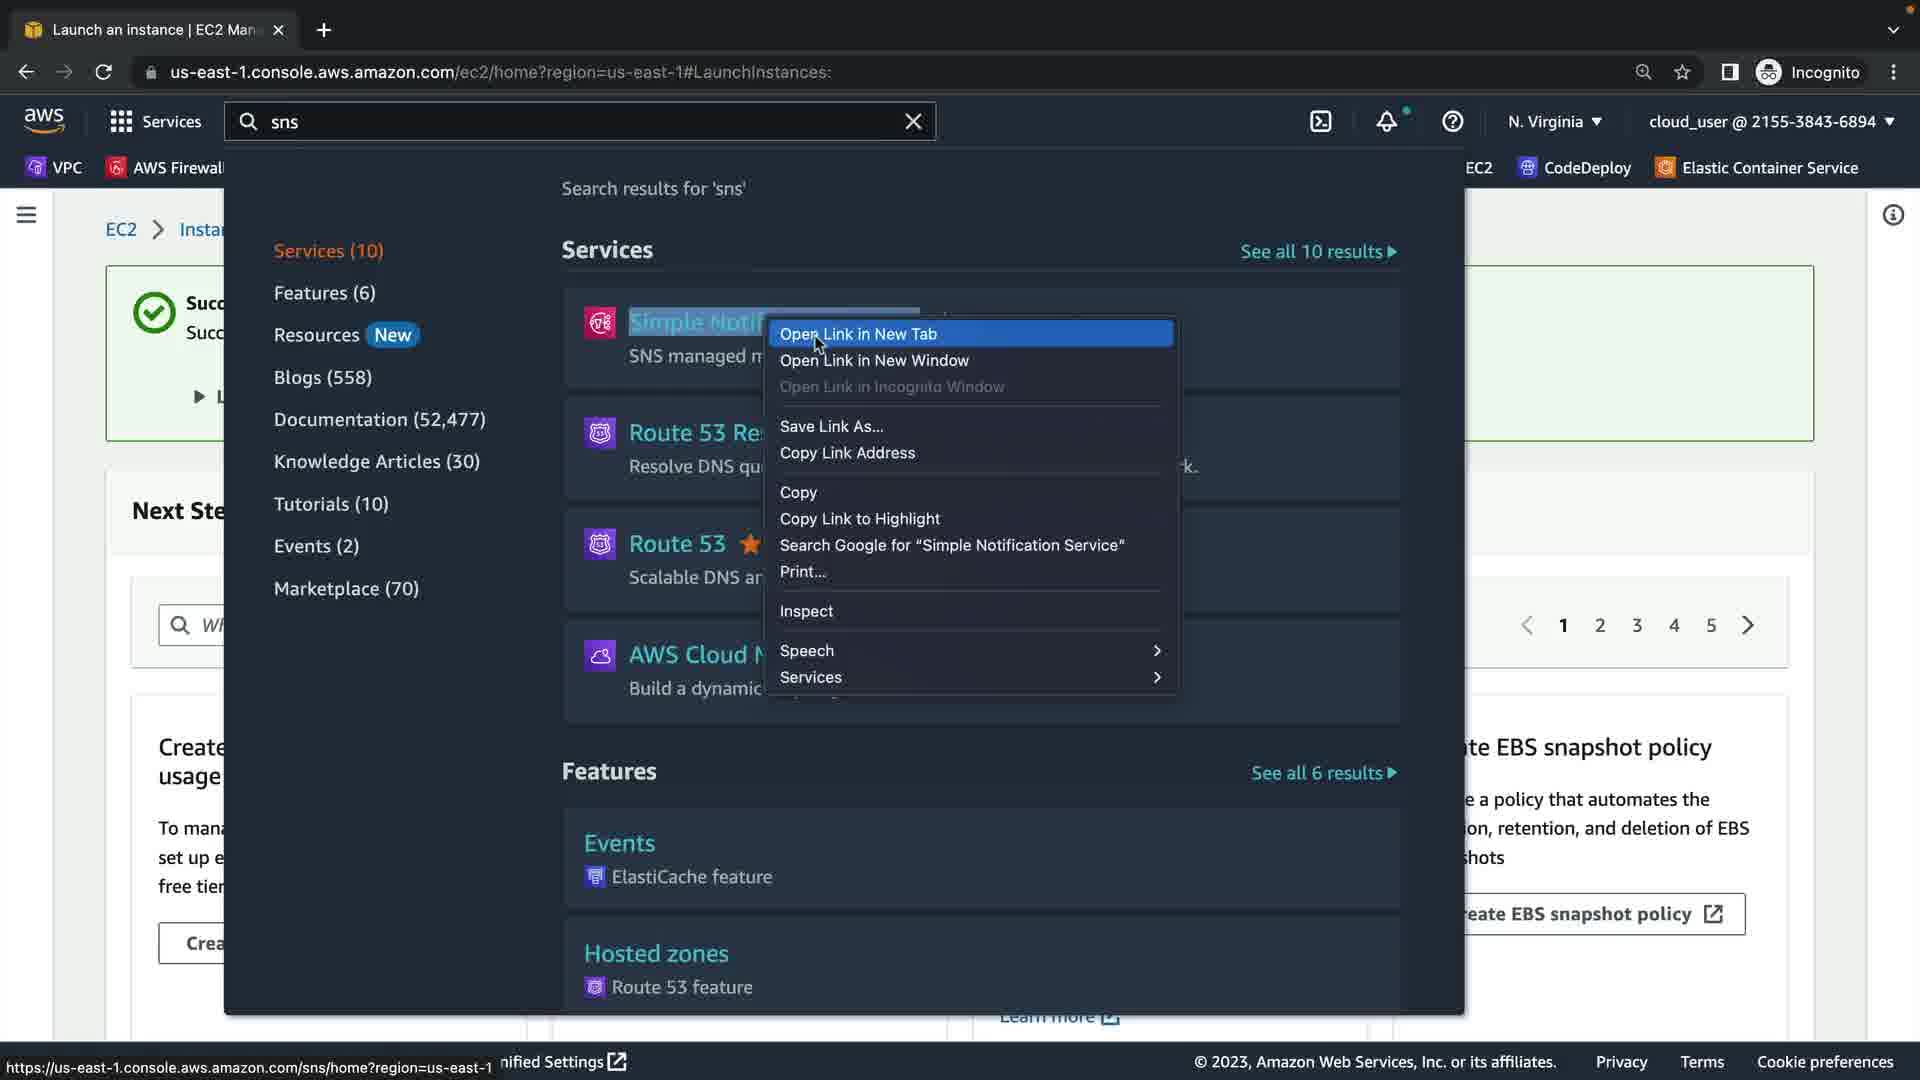 Launch an instance | EC2 Man
us-east-1.console.aws.amazon.com/ec2/home?region=us-east-1#LaunchInstances:
Incognito
aws
Services
sns
N. Virginia
cloud_user @ 2155-3843-6894
VPC
AWS Firewall
EC2
CodeDeploy
Elastic Container Service
Search results for 'sns'
EC2
Services (10)
Features (6)
Resources New
Blogs (558)
Documentation (52,477)
Knowledge Articles (30)
Tutorials (10)
Events (2)
Marketplace (70)
Services
See all 10 results
Simple Notif
SNS managed m
Route 53 Res
Resolve DNS qu
k.
Route 53
Scalable DNS an
AWS Cloud M
Build a dynamic
Open Link in New Tab
Open Link in New Window
Open Link in Incognito Window
Save Link As...
Copy Link Address
Copy
Copy Link to Highlight
Search Google for “Simple Notification Service”
Print...
Inspect
Speech
Services
Features
See all 6 results
Events
ElastiCache feature
Hosted zones
Route 53 feature
Next Ste
1 2 3 4 5
Create
usage
To mana
set up e
free tier
Crea
te EBS snapshot policy
e a policy that automates the
ion, retention, and deletion of EBS
shots
reate EBS snapshot policy
Learn more
https://us-east-1.console.aws.amazon.com/sns/home?region=us-east-1
nified Settings
© 2023, Amazon Web Services, Inc. or its affiliates.
Privacy
Terms
Cookie preferences